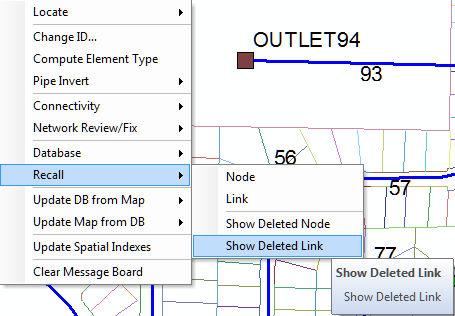 Locate
Change ID...
Compute Element Type
Pipe Invert
Connectivity
Network Review/Fix
Database
Recall
Update DB from Map
Update Map from DB
Update Spatial Indexes
Clear Message Board
Node
Link
Show Deleted Node
Show Deleted Link
Show Deleted Link
Show Deleted Link
OUTLET94
93
56
57
77